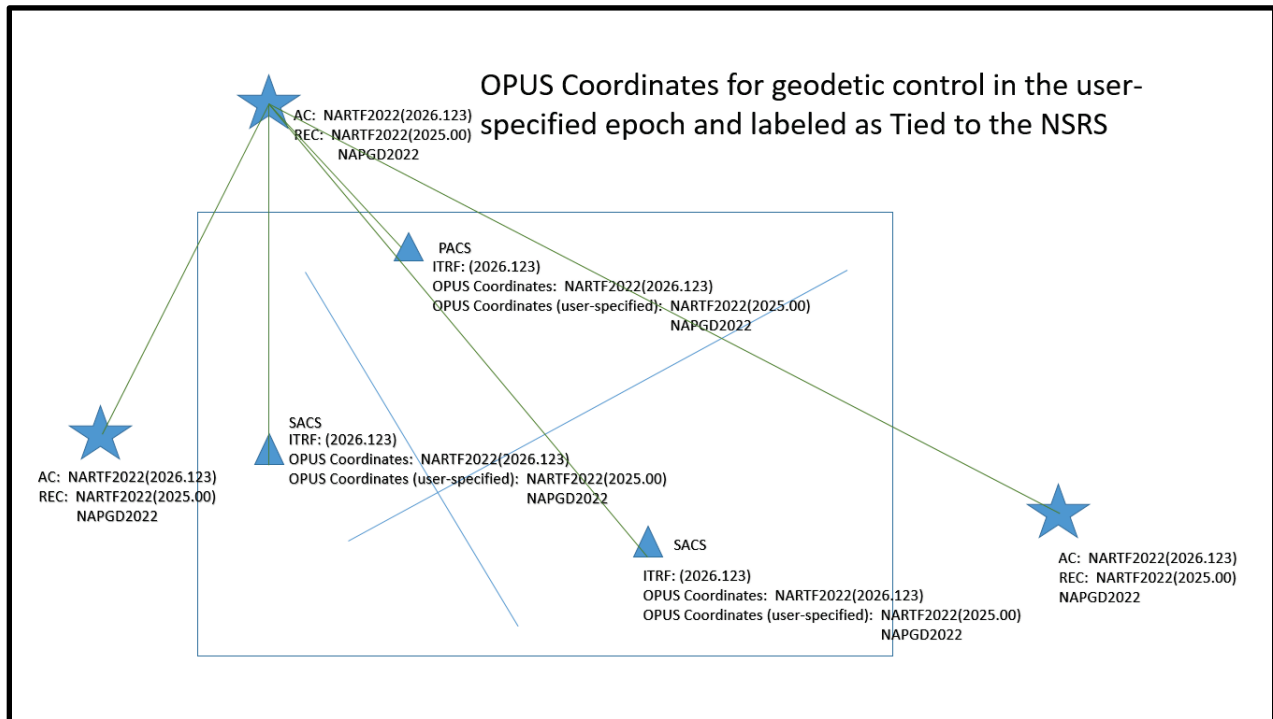 OPUS Coordinates for geodetic control in the user-
specified epoch and labeled as Tied to the NSRS
AC: NARTF2022(2026.123)
REC: NARTF2022(2025.00)
NAPGD2022
PACS
ITRF: (2026.123)
OPUS Coordinates: NARTF2022(2026.123)
OPUS Coordinates (user-specified): NARTF2022(2025.00)
NAPGD2022
SACS
ITRF: (2026.123)
OPUS Coordinates: NARTF2022(2026.123)
OPUS Coordinates (user-specified): NARTF2022(2025.00)
NAPGD2022
AC: NARTF2022(2026.123)
REC: NARTF2022(2025.00)
NAPGD2022
SACS
ITRF: (2026.123)
OPUS Coordinates: NARTF2022(2026.123)
OPUS Coordinates (user-specified): NARTF2022(2025.00)
NAPGD2022
AC: NARTF2022(2026.123)
REC: NARTF2022(2025.00)
NAPGD2022